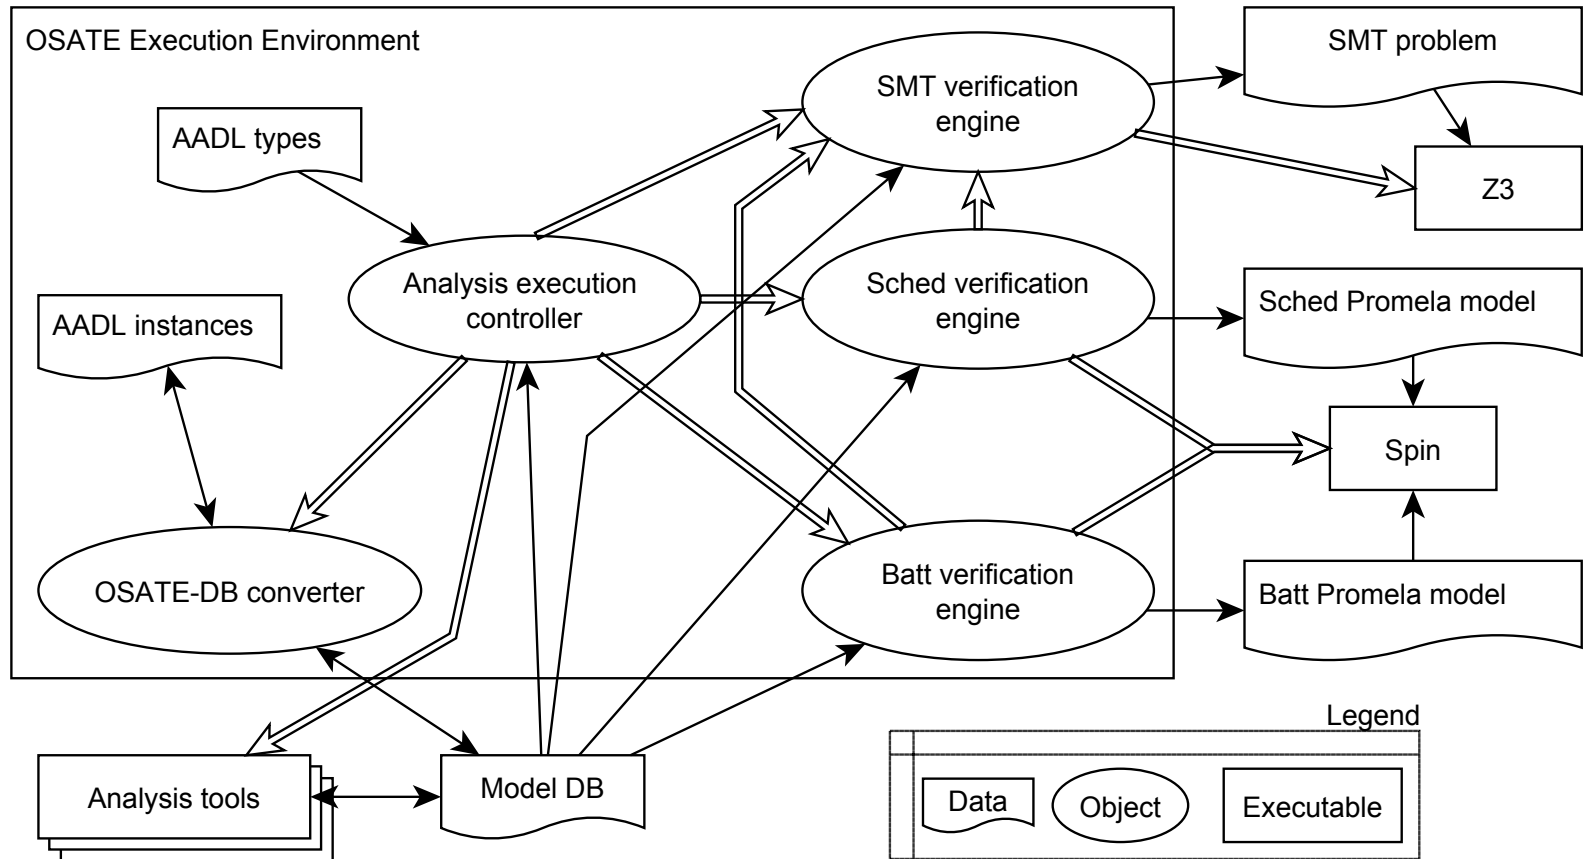 OSATE Execution Environment
SMT problem
SMT verification
engine
AADL types
Z3
Analysis execution
controller
Sched verification
engine
Sched Promela model
AADL instances
Spin
OSATE-DB converter
Batt verification
engine
Batt Promela model
Legend
Analysis tools
Model DB
Data
Object
Executable